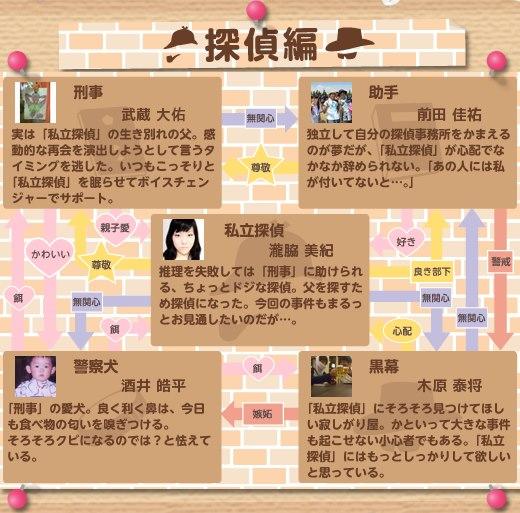 探偵編
刑事
武蔵 大佑
実は「私立探偵」の生き別れの父。感
動的な再会を演出しようとして言うタ
イミングを逃した。いつもこっそりと
「私立探偵」を眠らせてボイスチェン
ジャーでサポート。
無関心
尊敬
助手
前田 佳祐
独立して自分の探偵事務所をかまえる
のが夢だが、「私立探偵」が心配でな
かなか辞められない。「あの人には私
が付いてないと…。」
親子愛
かわいい
尊敬
餌
無関心
餌
私立探偵
瀧脇 美紀
推理を失敗しては「刑事」に助けられ
る、ちょっとドジな探偵。父を探すた
め探偵になった。今回の事件もまるっ
とお見通したいのだが…。
好き
警戒
良き部下
無関心
無関心
心配
警察犬
酒井 皓平
「刑事」の愛犬。良く利く鼻は、今日
も食べ物の匂いを嗅ぎつける。
そろそろクビになるのでは?と怯えて
いる。
餌
嫉妬
黒幕
木原 泰将
「私立探偵」にそろそろ見つけてほし
い寂しがり屋。かといって大きな事件
も起こせない小心者でもある。「私立
探偵」にはもっとしっかりして欲しい
と思っている。